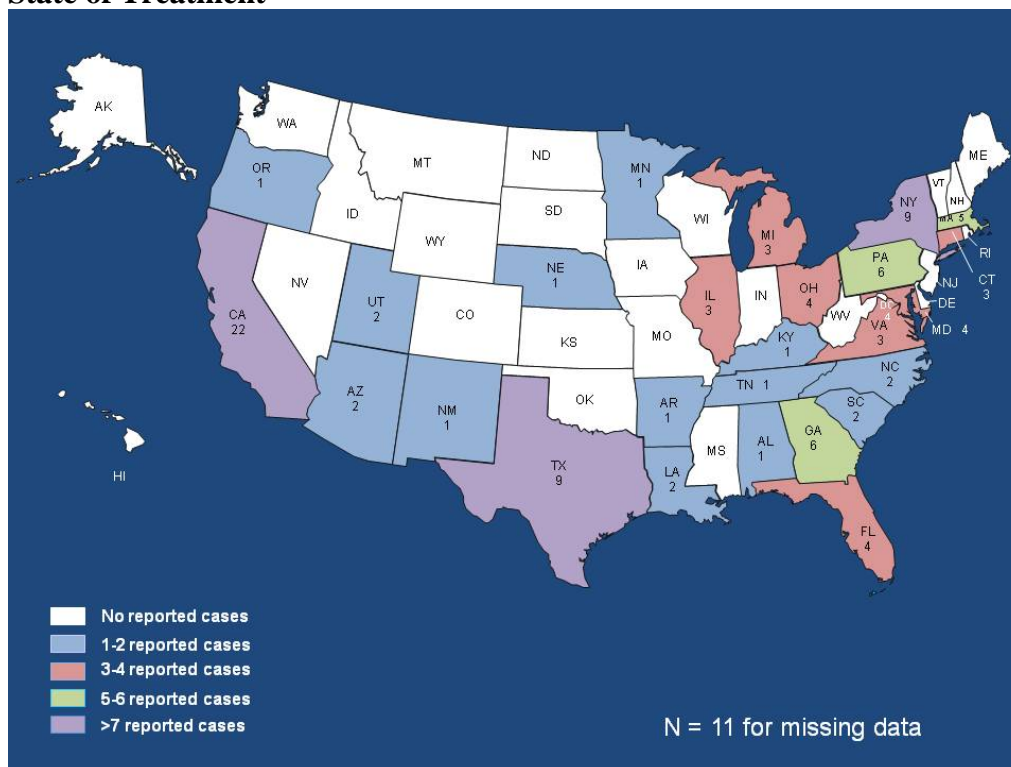 State of Treatment
AK
WA
MT
ND
MN
1
ME
VT
NH
OR
1
ID
SD
WI
MI
3
NY
9
MA 5
RI
CT
3
WY
IA
PA
6
NJ
NV
UT
2
NE
1
IL
3
IN
OH
4
DE
MD 4
DC
4
CA
22
CO
KS
MO
WV
VA
3
KY
1
AZ
2
NM
1
OK
AR
1
TN 1
NC
2
SC
2
MS
AL
1
GA
6
HI
TX
9
LA
2
FL
4
No reported cases
1-2 reported cases
3-4 reported cases
5-6 reported cases
>7 reported cases
N = 11 for missing data